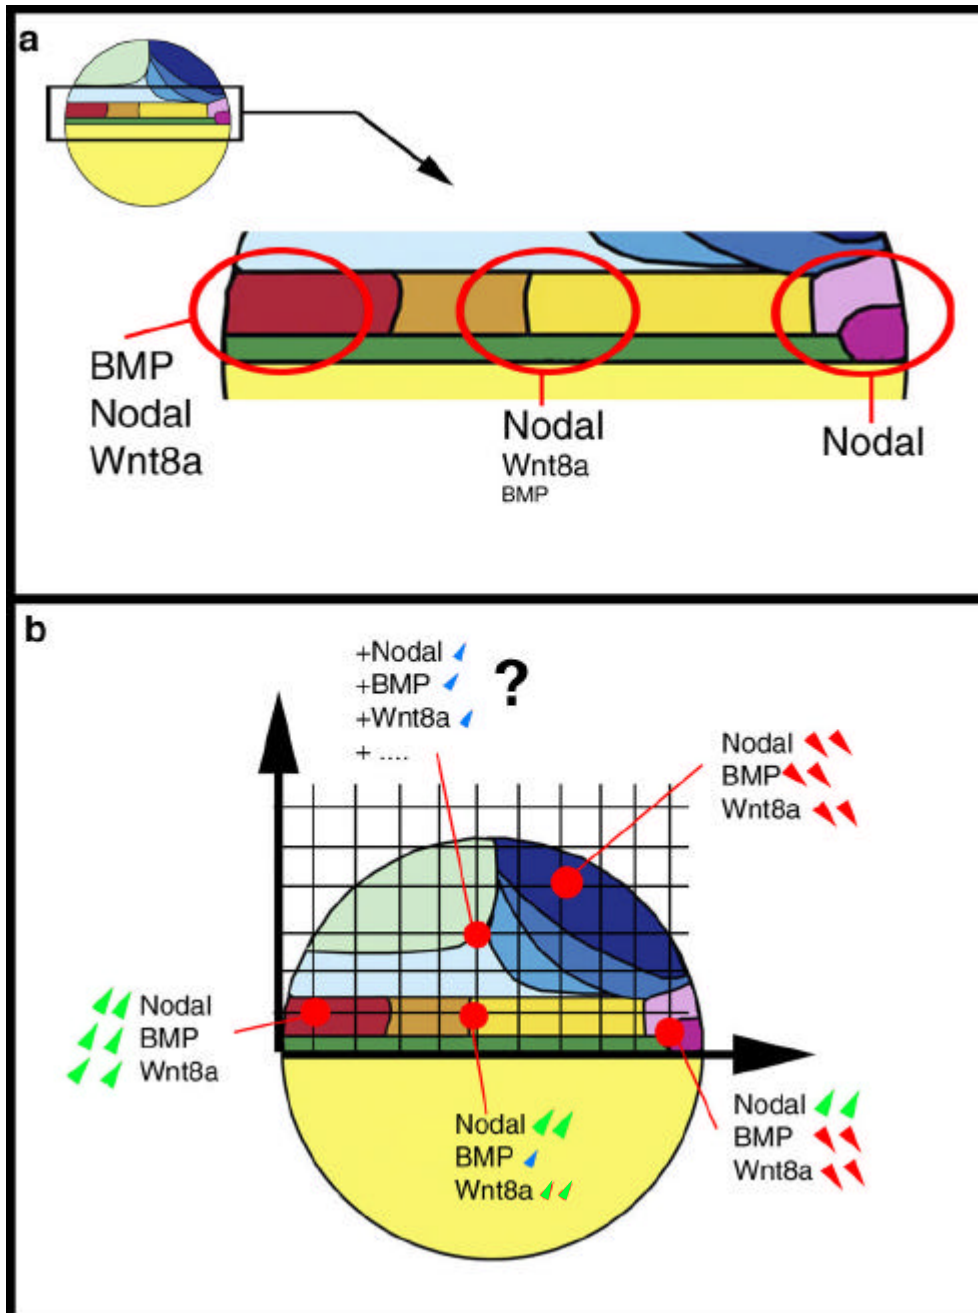 a
BMP
Nodal
Wnt8a
Nodal
Wnt8a
BMP
Nodal
b
+Nodal
+BMP
+Wnt8a
+ ....
?
Nodal
BMP
Wnt8a
Nodal
BMP
Wnt8a
Nodal
BMP
Wnt8a
Nodal
BMP
Wnt8a